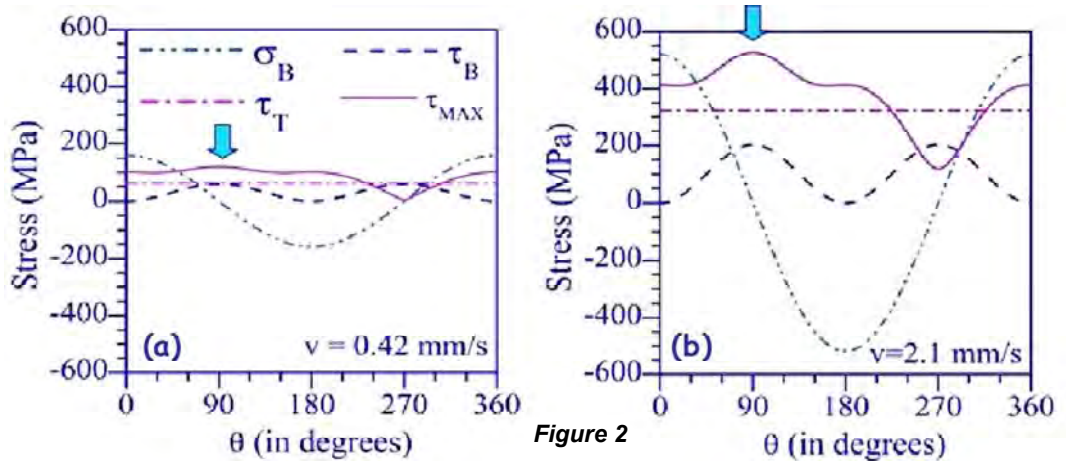 600
400
200
0
-200
-400
-600
Stress (MPa)
σB
τB
τT
τMAX
(a)
v = 0.42 mm/s
0
90
180
270
360
θ (in degrees)
600
400
200
0
-200
-400
-600
Stress (MPa)
(b)
v=2.1 mm/s
0
90
180
270
360
θ (in degrees)
Figure 2